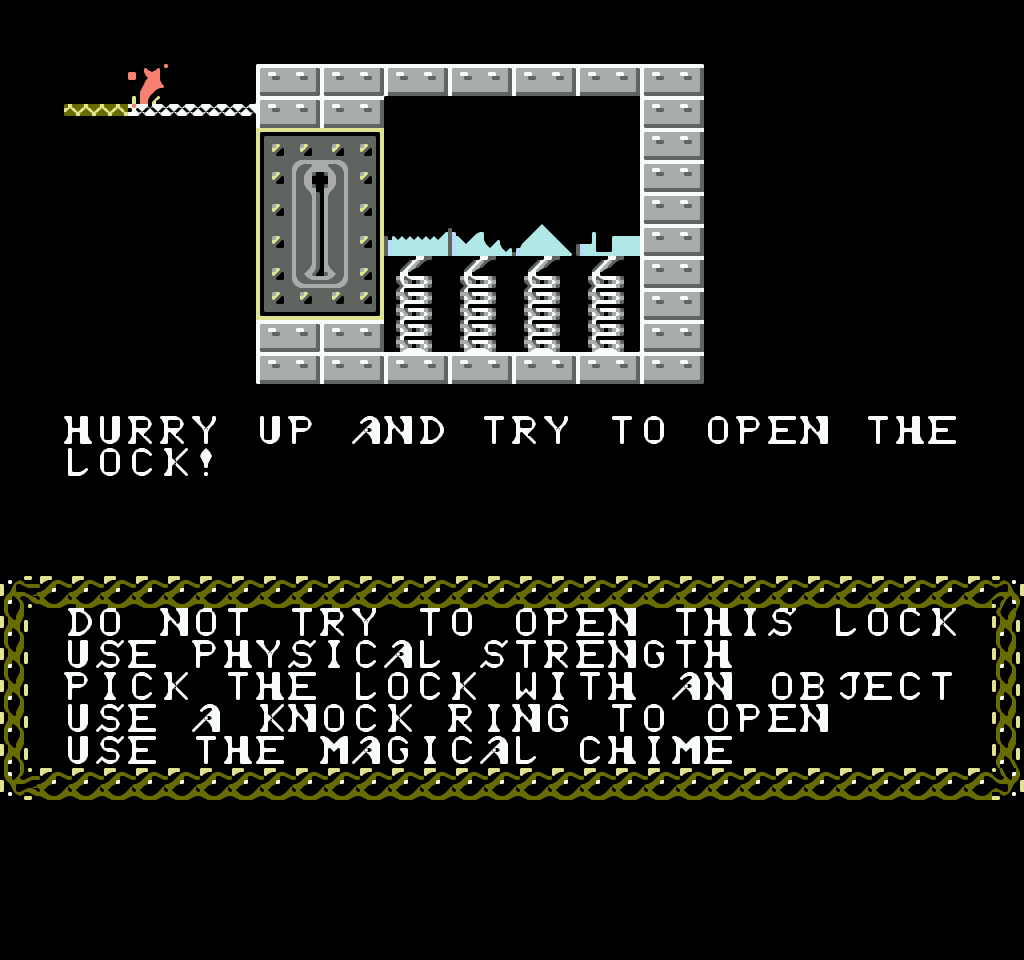 HURRY UP AND TRY TO OPEN THE
LOCK!
DO NOT TRY TO OPEN THIS LOCK
USE PHYSICAL STRENGTH
PICK THE LOCK WITH AN OBJECT
USE A KNOCK RING TO OPEN
USE THE MAGICAL CHIME